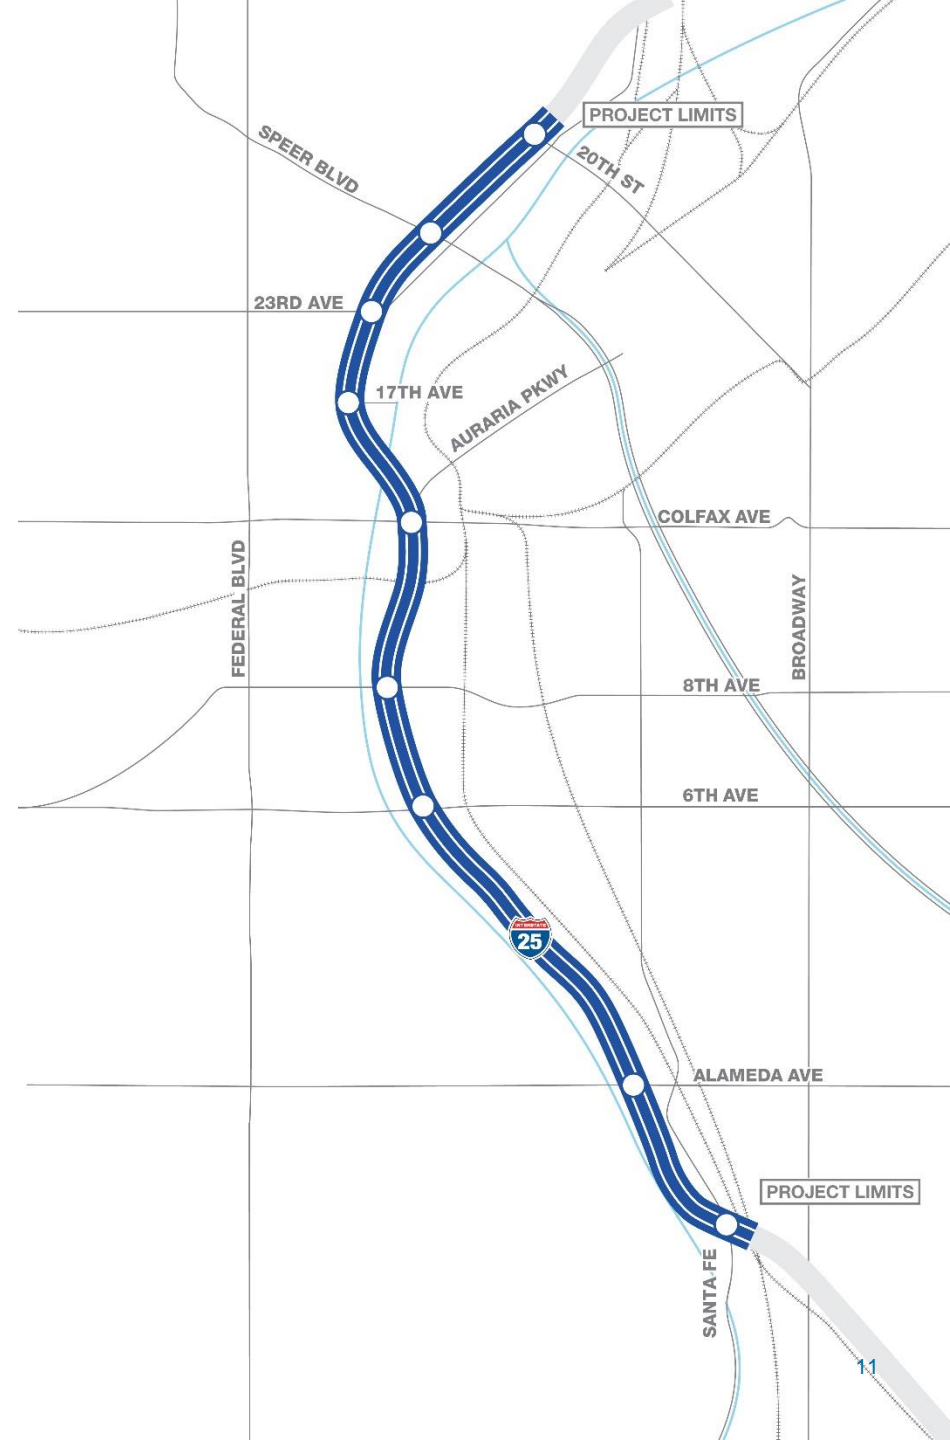 PROJECT LIMITS
SPEER BLVD
20TH ST
23RD AVE
17TH AVE
AURARIA PKWY
COLFAX AVE
FEDERAL BLVD
BROADWAY
8TH AVE
6TH AVE
INTERSTATE
25
ALAMEDA AVE
PROJECT LIMITS
SANTA FE
11